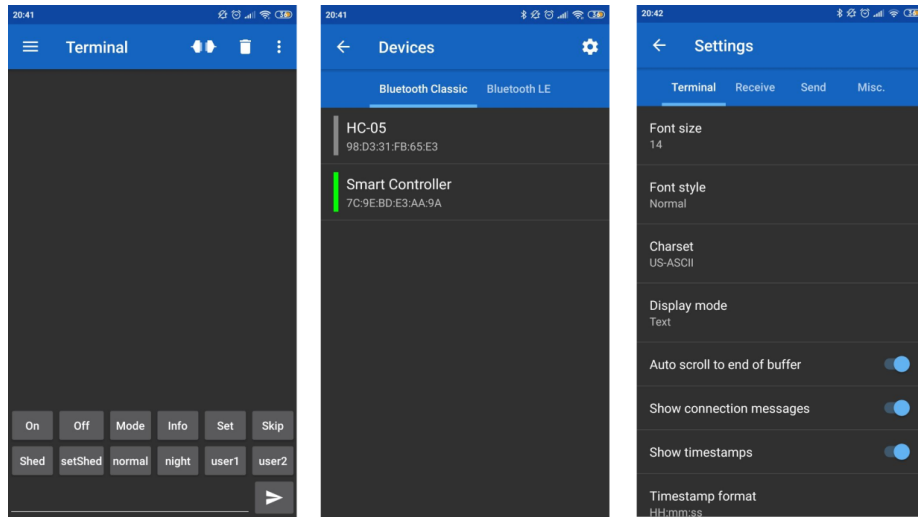 20:41
Terminal
On Off Mode Info Set Skip
Shed setShed normal night user1 user2
20:41
Devices
Bluetooth Classic Bluetooth LE
HC-05
98:D3:31:FB:65:E3
Smart Controller
7C:9E:BD:E3:AA:9A
20:42
Settings
Terminal Receive Send Misc.
Font size
14
Font style
Normal
Charset
US-ASCII
Display mode
Text
Auto scroll to end of buffer
Show connection messages
Show timestamps
Timestamp format
HH:mm:ss